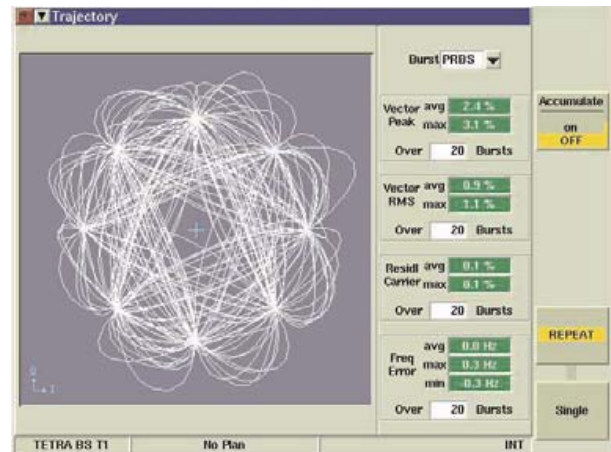 Trajectory
Burst PRBS
Vector Peak avg 2.4 %
max 3.1 %
Over 20 Bursts
Vector RMS avg 0.9 %
max 1.1 %
Over 20 Bursts
Residl Carrier avg 0.1 %
max 0.1 %
Over 20 Bursts
Freq Error avg 0.0 Hz
max 0.3 Hz
min -0.3 Hz
Over 20 Bursts
Accumulate
on
OFF
REPEAT
Single
Q
I
TETRA BS T1 No Plan INT